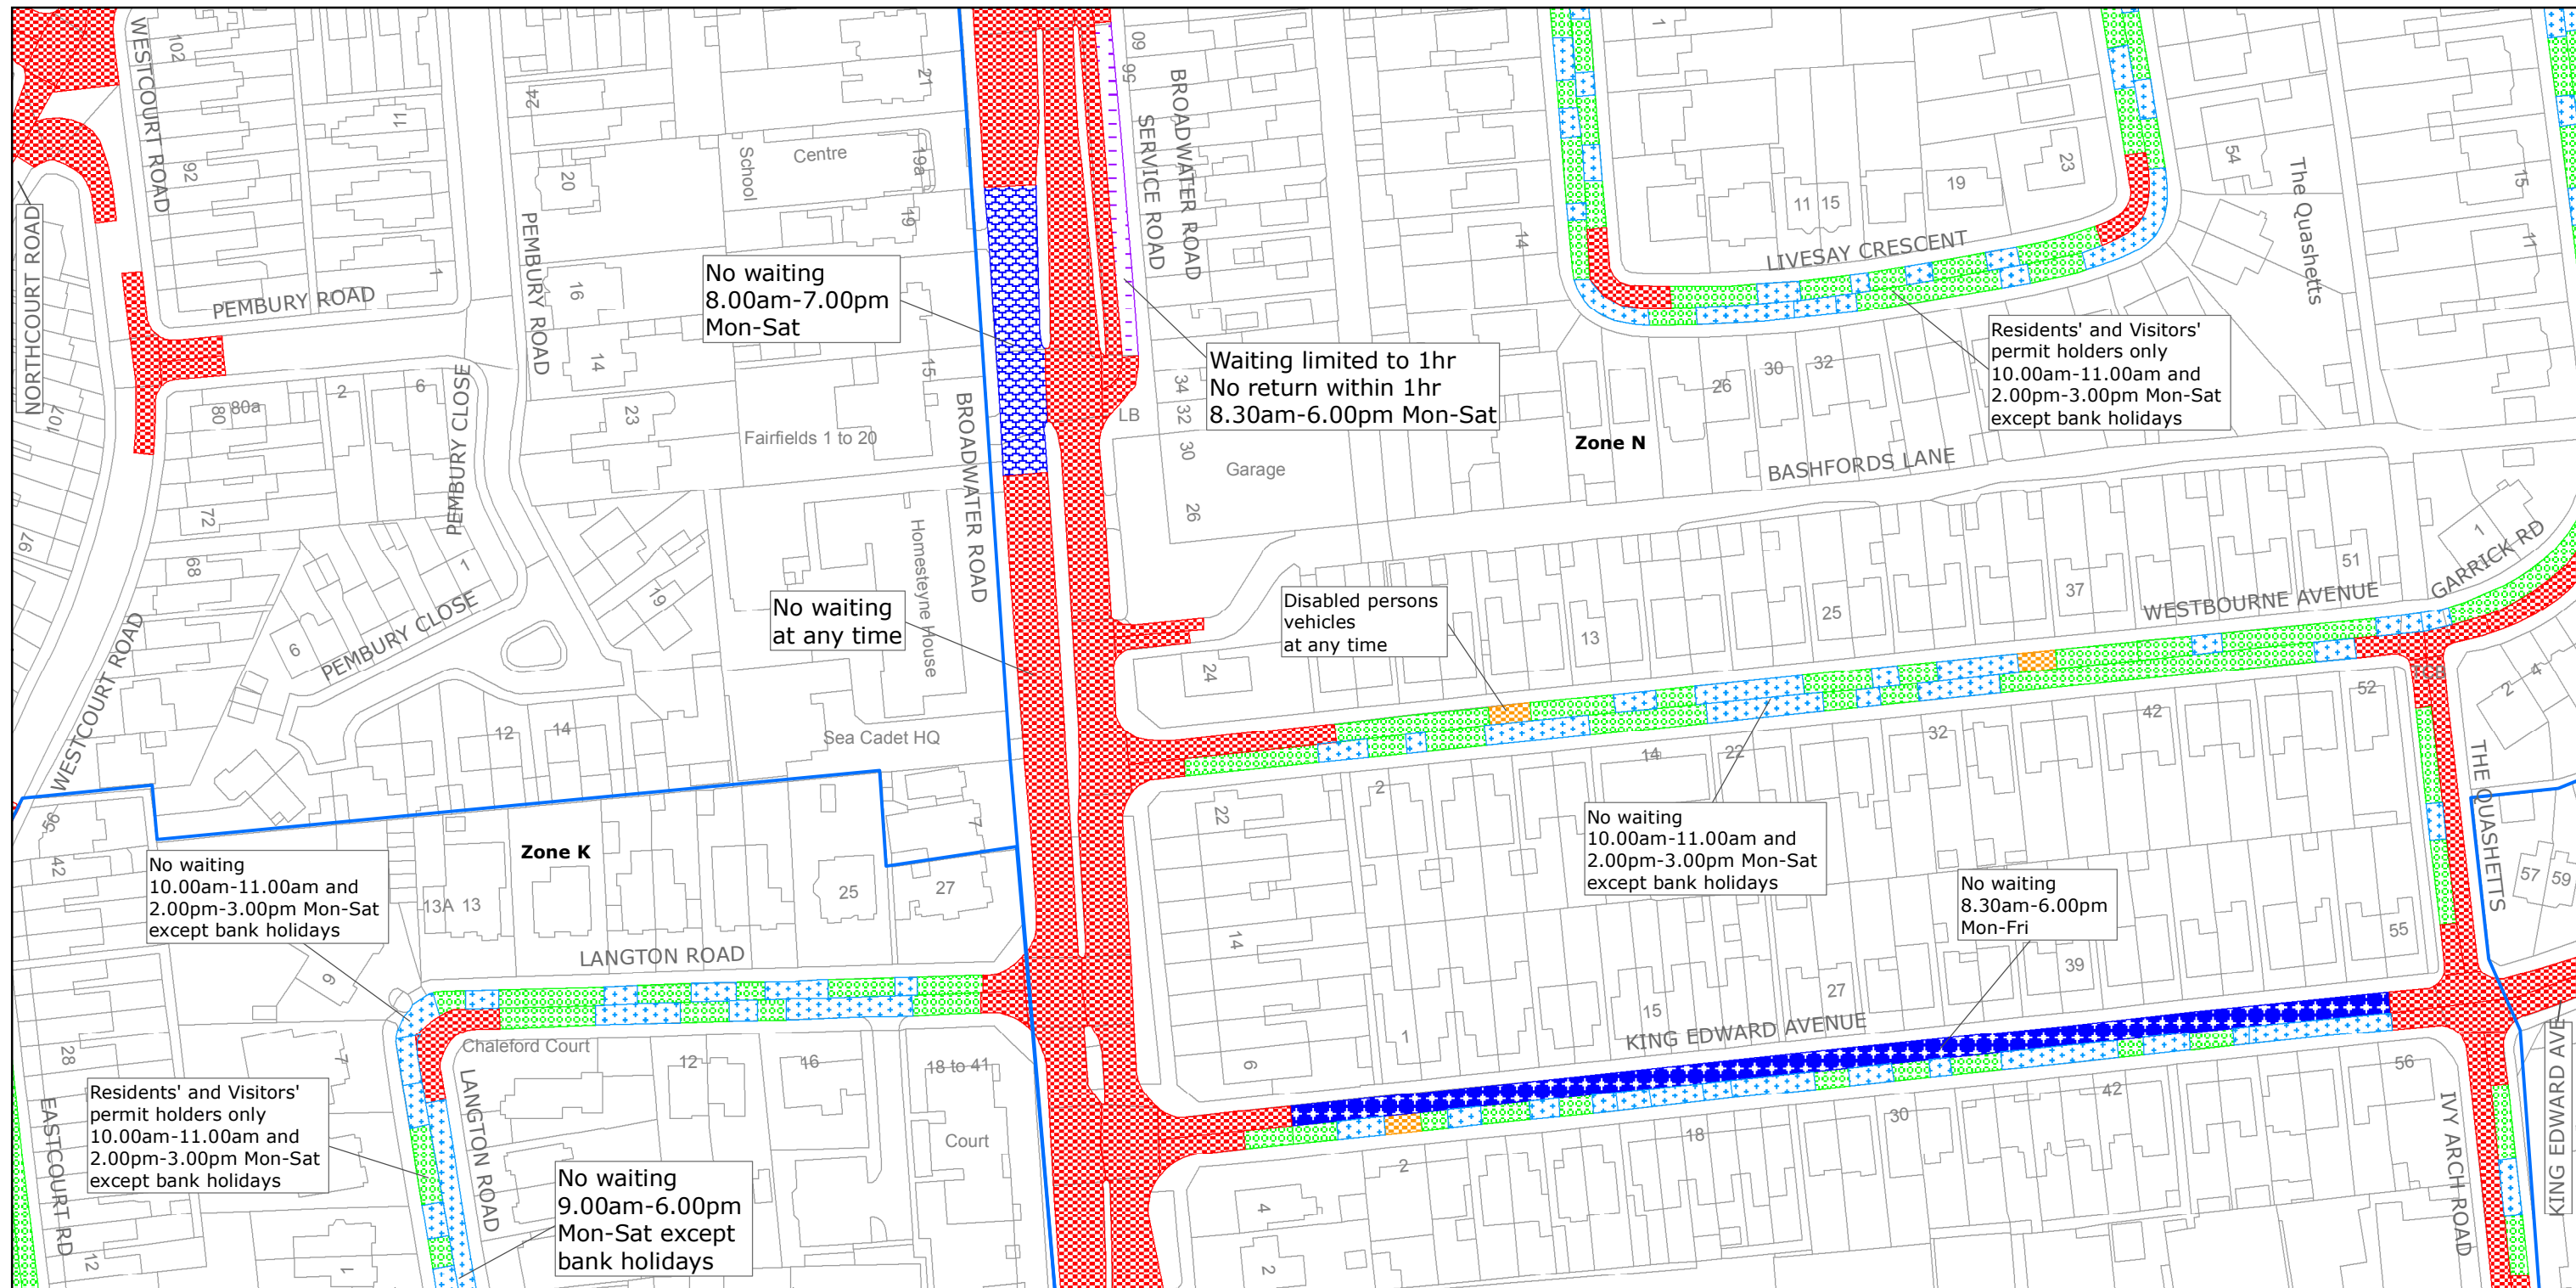 WESTCOURT ROAD
102
92
11
1
PEMBURY ROAD
NORTHCOURT ROAD
107
97
24
20
PEMBURY ROAD
16
14
23
School
Centre
21
19a
19
15
No waiting
8.00am-7.00pm
Mon-Sat
Fairfields 1 to 20
BROADWATER ROAD
60
56
BROADWATER ROAD
SERVICE ROAD
34
32
30
26
LB
Garage
Waiting limited to 1hr
No return within 1hr
8.30am-6.00pm Mon-Sat
1
14
11
15
19
23
LIVESAY CRESCENT
54
The Quashetts
15
11
Residents' and Visitors'
permit holders only
10.00am-11.00am and
2.00pm-3.00pm Mon-Sat
except bank holidays
26
30
32
Zone N
BASHFORDS LANE
80
80a
2
6
PEMBURY CLOSE
72
68
1
6
PEMBURY CLOSE
19
12
14
WESTCOURT ROAD
Homesteyne House
No waiting
at any time
Sea Cadet HQ
Disabled persons
vehicles
at any time
24
13
25
37
51
1
GARRICK RD
WESTBOURNE AVENUE
52
2
4
THE QUASHETTS
57
59
2
14
22
32
42
No waiting
10.00am-11.00am and
2.00pm-3.00pm Mon-Sat
except bank holidays
22
14
6
56
42
Zone K
13A
13
25
27
7
LANGTON ROAD
No waiting
10.00am-11.00am and
2.00pm-3.00pm Mon-Sat
except bank holidays
9
7
28
12
1
EASTCOURT RD
Residents' and Visitors'
permit holders only
10.00am-11.00am and
2.00pm-3.00pm Mon-Sat
except bank holidays
Chaleford Court
LANGTON ROAD
12
16
18 to 41
Court
No waiting
9.00am-6.00pm
Mon-Sat except
bank holidays
No waiting
8.30am-6.00pm
Mon-Fri
1
15
27
39
55
KING EDWARD AVENUE
2
18
30
42
56
4
2
IVY ARCH ROAD
KING EDWARD AVE